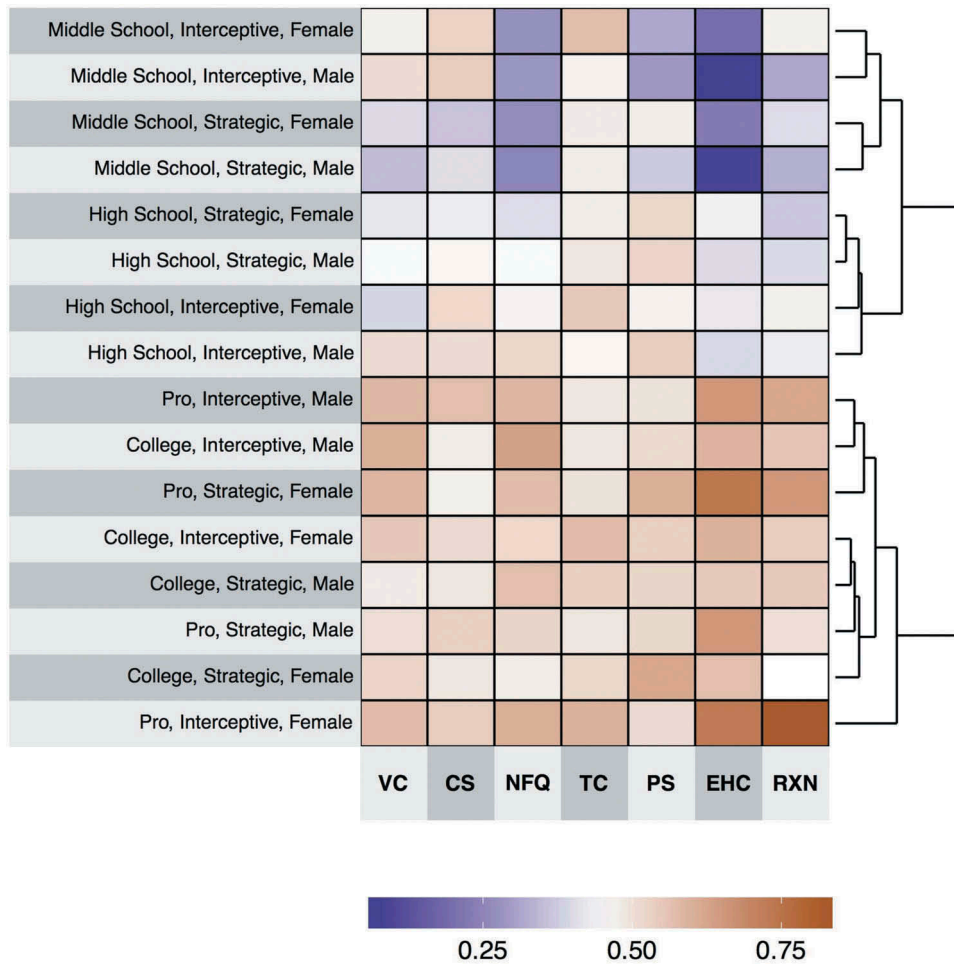 Middle School, Interceptive, Female
Middle School, Interceptive, Male
Middle School, Strategic, Female
Middle School, Strategic, Male
High School, Strategic, Female
High School, Strategic, Male
High School, Interceptive, Female
High School, Interceptive, Male
Pro, Interceptive, Male
College, Interceptive, Male
Pro, Strategic, Female
College, Interceptive, Female
College, Strategic, Male
Pro, Strategic, Male
College, Strategic, Female
Pro, Interceptive, Female
VC CS NFQ TC PS EHC RXN
0.25 0.50 0.75